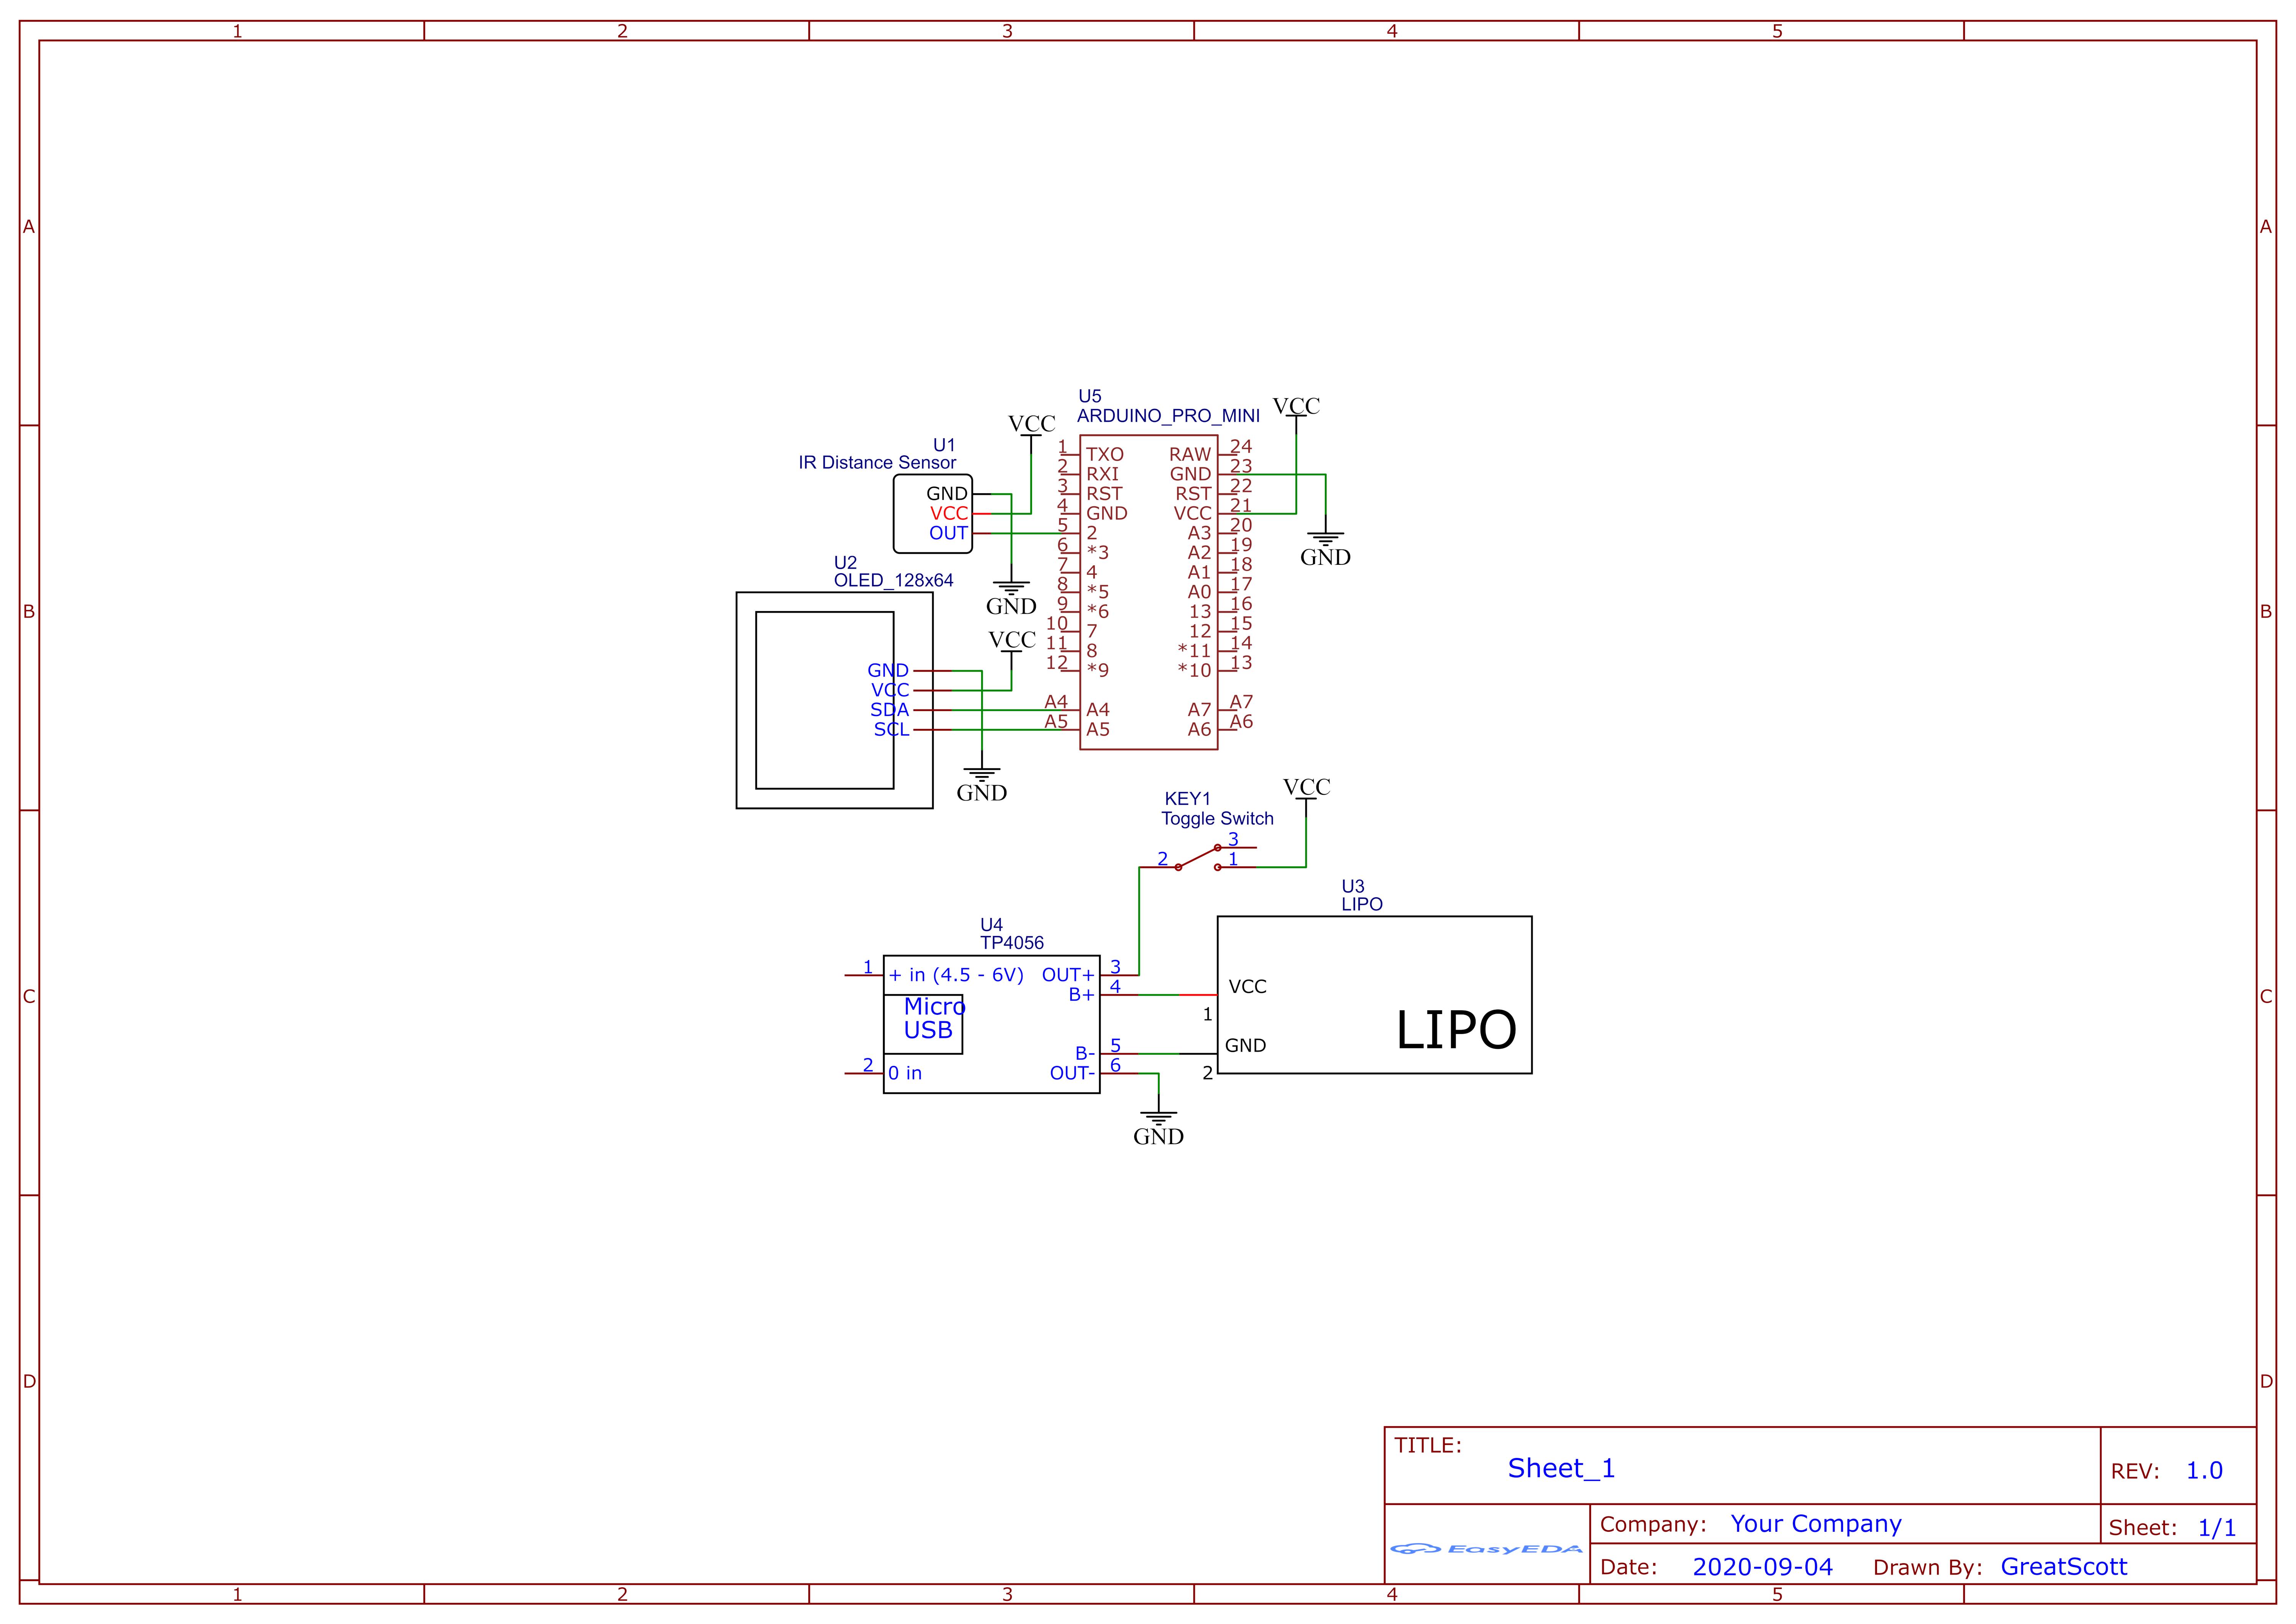 1 2 3 4 5
A A
B B
C C
D D
U5
ARDUINO_PRO_MINI
VCC
VCC
U1
IR Distance Sensor
GND
VCC
OUT
GND
1 TXO RAW 24
2 RXI GND 23
3 RST RST 22
4 GND VCC 21
5 2 A3 20
6 *3 A2 19
7 4 A1 18
8 *5 A0 17
9 *6 13 16
10 7 12 15
11 8 *11 14
12 *9 *10 13
A4 A4 A7 A7
A5 A5 A6 A6
GND
U2
OLED_128x64
VCC
GND
VCC
SDA
SCL
GND
KEY1
Toggle Switch
VCC
3
2 1
U3
LIPO
VCC
1
GND
2
LIPO
U4
TP4056
1 + in (4.5 - 6V) OUT+ 3
B+ 4
Micro
USB
B- 5
2 0 in OUT- 6
GND
TITLE:
Sheet_1
REV: 1.0
EasyEDA
Company: Your Company
Sheet: 1/1
Date: 2020-09-04 Drawn By: GreatScott
1 2 3 4 5